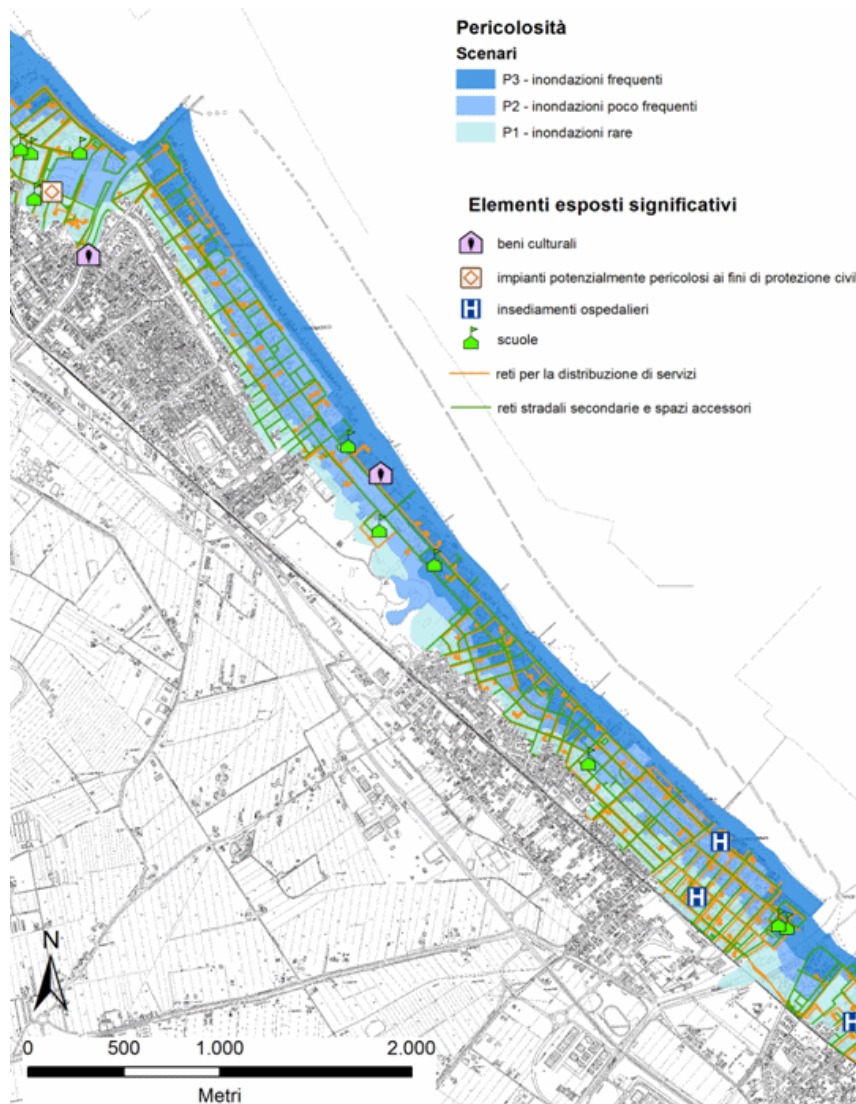 Pericolosità
Scenari
P3 - inondazioni frequenti
P2 - inondazioni poco frequenti
P1 - inondazioni rare
Elementi esposti significativi
beni culturali
impianti potenzialmente pericolosi ai fini di protezione civil
H insediamenti ospedalieri
scuole
reti per la distribuzione di servizi
reti stradali secondarie e spazi accessori
H
H
H
N
0 500 1.000 2.000
Metri